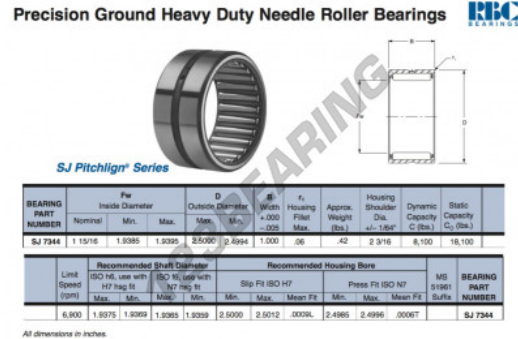 Precision Ground Heavy Duty Needle Roller Bearings
RBC
BEARINGS
B
r₁
Fw
D
SJ Pitchlign® Series
123BEARING
BEARING PART NUMBER
Fw Inside Diameter
Nominal Min. Max.
D Outside Diameter
Max. Min.
B Width +.000 -.005
r₁ Housing Fillet Max.
Approx. Weight (lbs.)
Housing Shoulder Dia. +/- 1/64"
Dynamic Capacity C (lbs.)
Static Capacity C₀ (lbs.)
SJ 7344 1 15/16 1.9385 1.9395 2.5000 2.4994 1.000 .06 .42 2 3/16 8,100 18,100
Limit Speed (rpm)
Recommended Shaft Diameter
ISO h6, use with H7 hsg fit
Max. Min.
ISO f6, use with N7 hsg fit
Max. Min.
Recommended Housing Bore
Slip Fit ISO H7
Min. Max. Mean Fit
Press Fit ISO N7
Min. Max. Mean Fit
MS 51961 Suffix
BEARING PART NUMBER
6,900 1.9375 1.9369 1.9365 1.9359 2.5000 2.5012 .0009L 2.4985 2.4996 .0006T SJ 7344
All dimensions in inches.